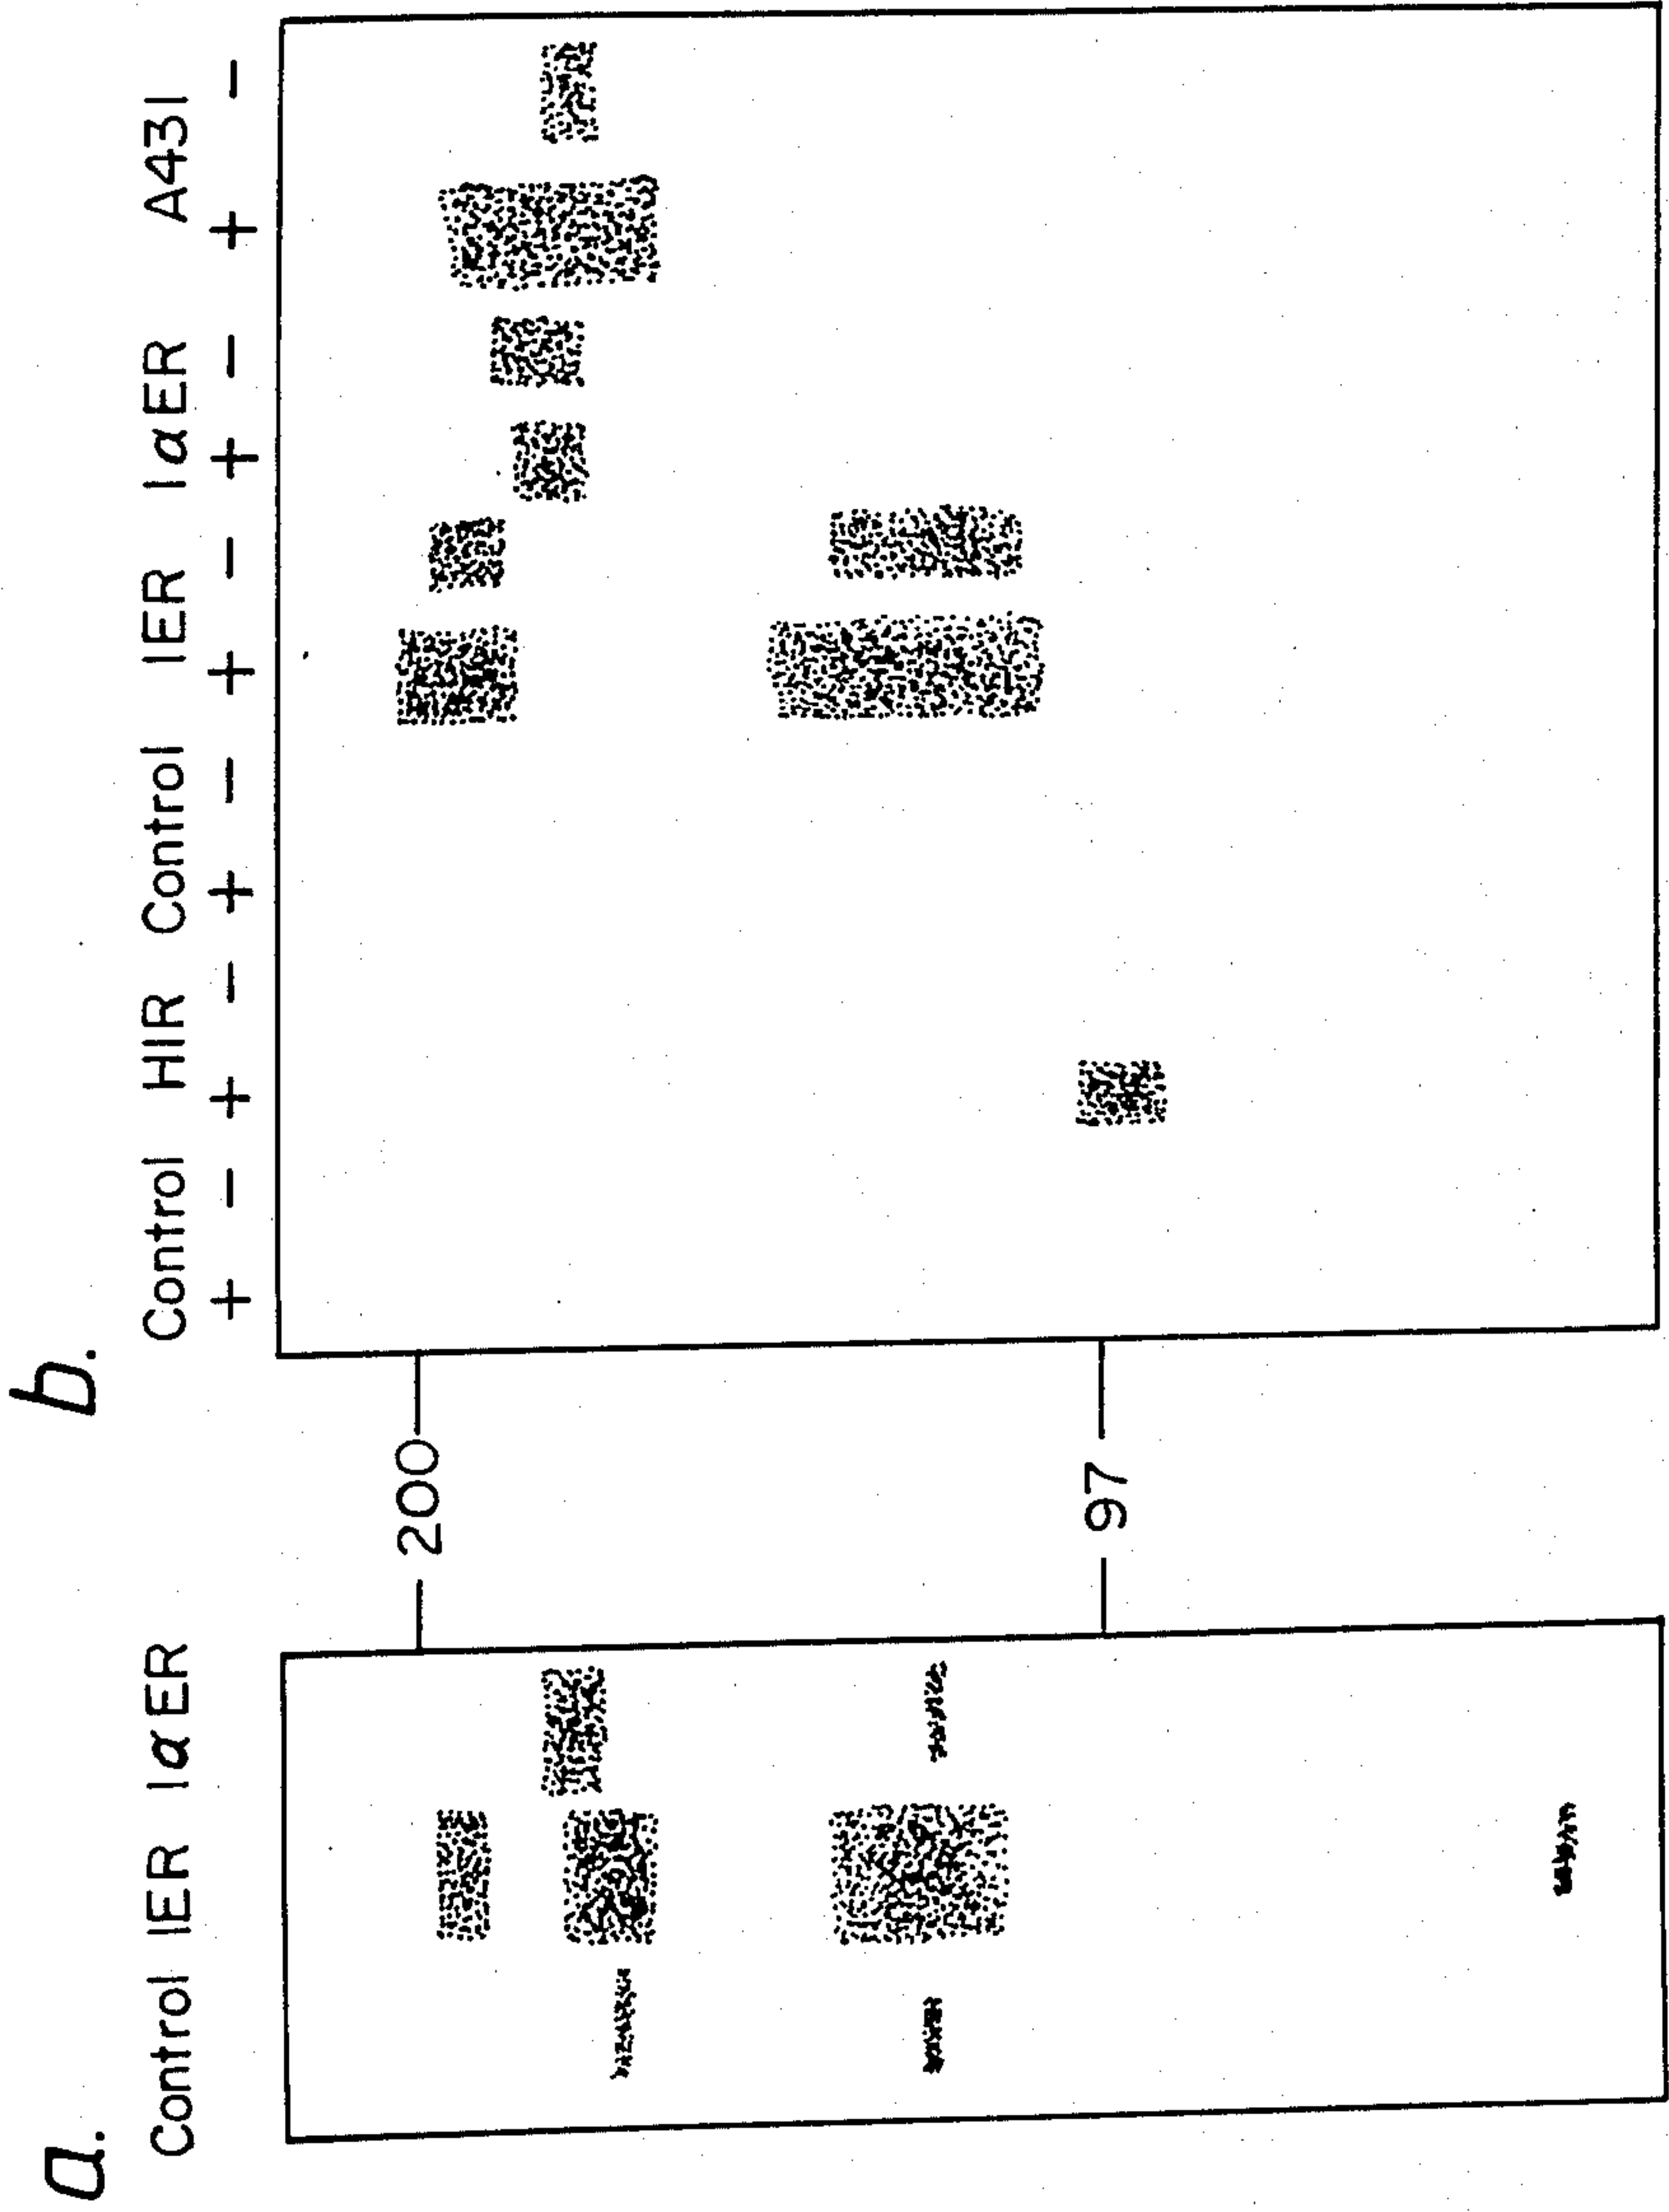 a.
Control IER IαER
200
97
b.
Control HIR Control IER IαER A431
+ - + - + - + - + - + -